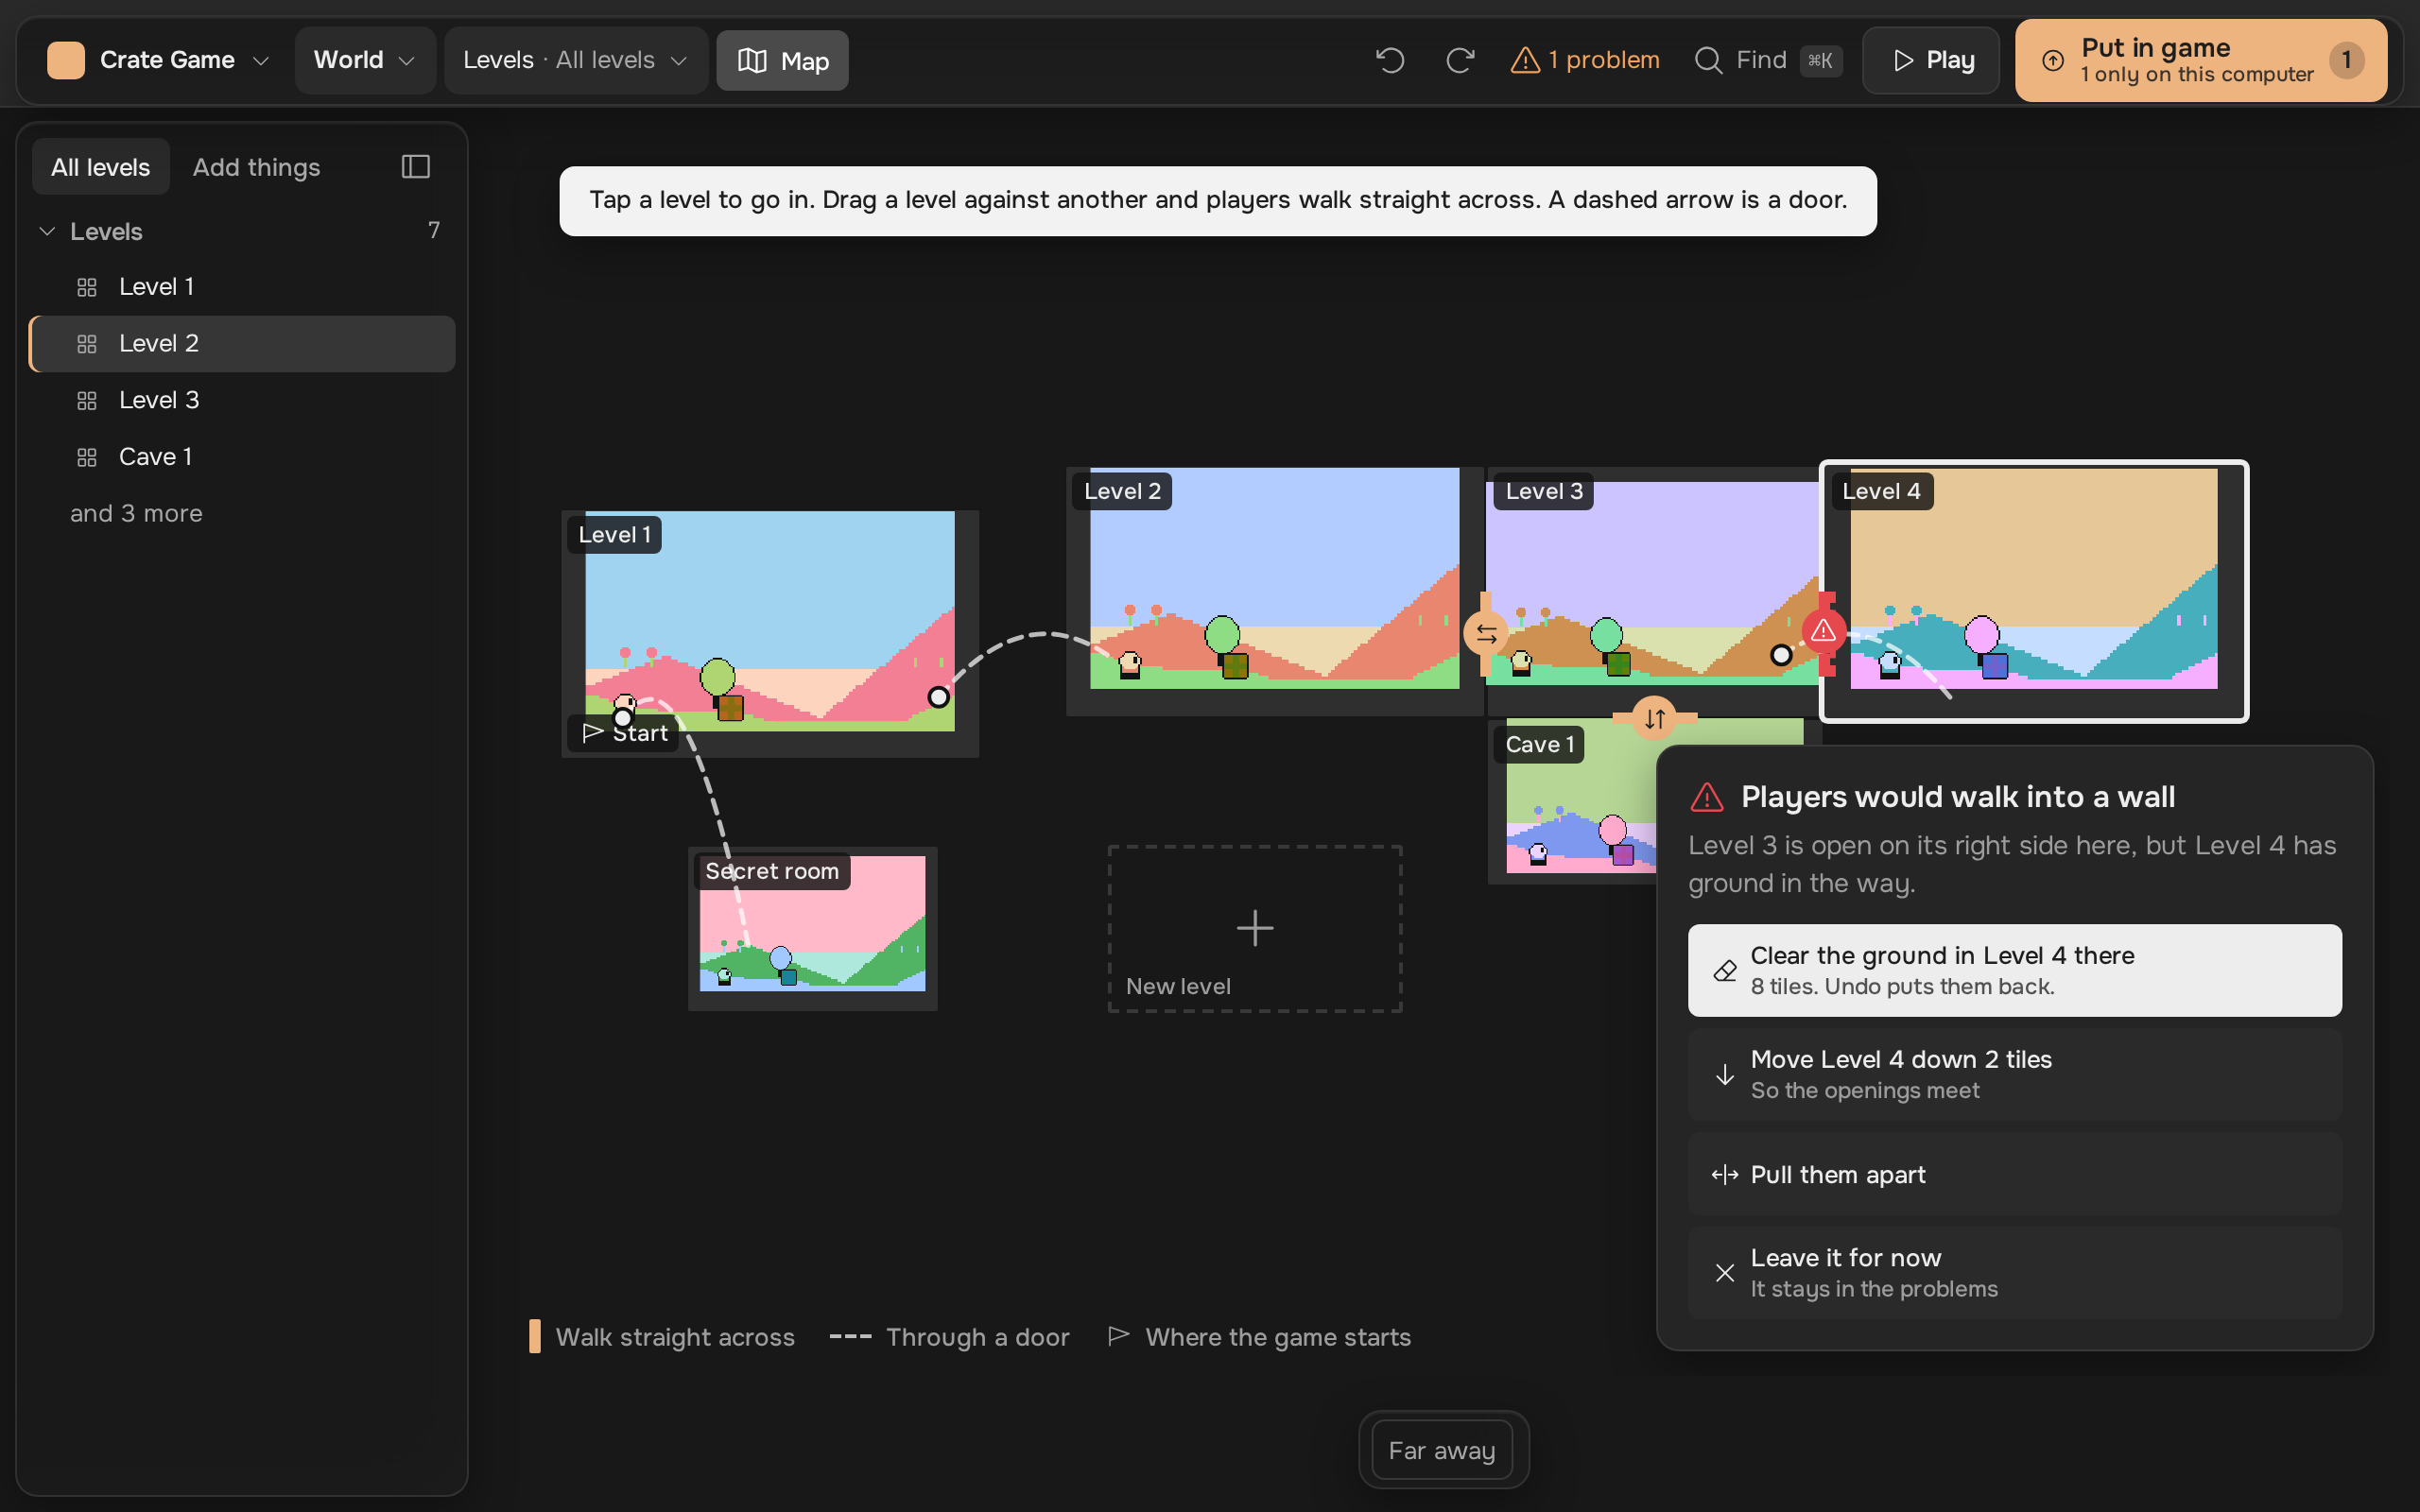 Crate Game
World
Levels · All levels
Map
1 problem
Find ⌘K
Play
Put in game
1 only on this computer
1
All levels
Add things
Levels 7
Level 1
Level 2
Level 3
Cave 1
and 3 more
Tap a level to go in. Drag a level against another and players walk straight across. A dashed arrow is a door.
Level 1
Start
Level 2
Level 3
Level 4
Cave 1
Secret room
New level
Players would walk into a wall
Level 3 is open on its right side here, but Level 4 has
ground in the way.
Clear the ground in Level 4 there
8 tiles. Undo puts them back.
Move Level 4 down 2 tiles
So the openings meet
Pull them apart
Leave it for now
It stays in the problems
Walk straight across
Through a door
Where the game starts
Far away